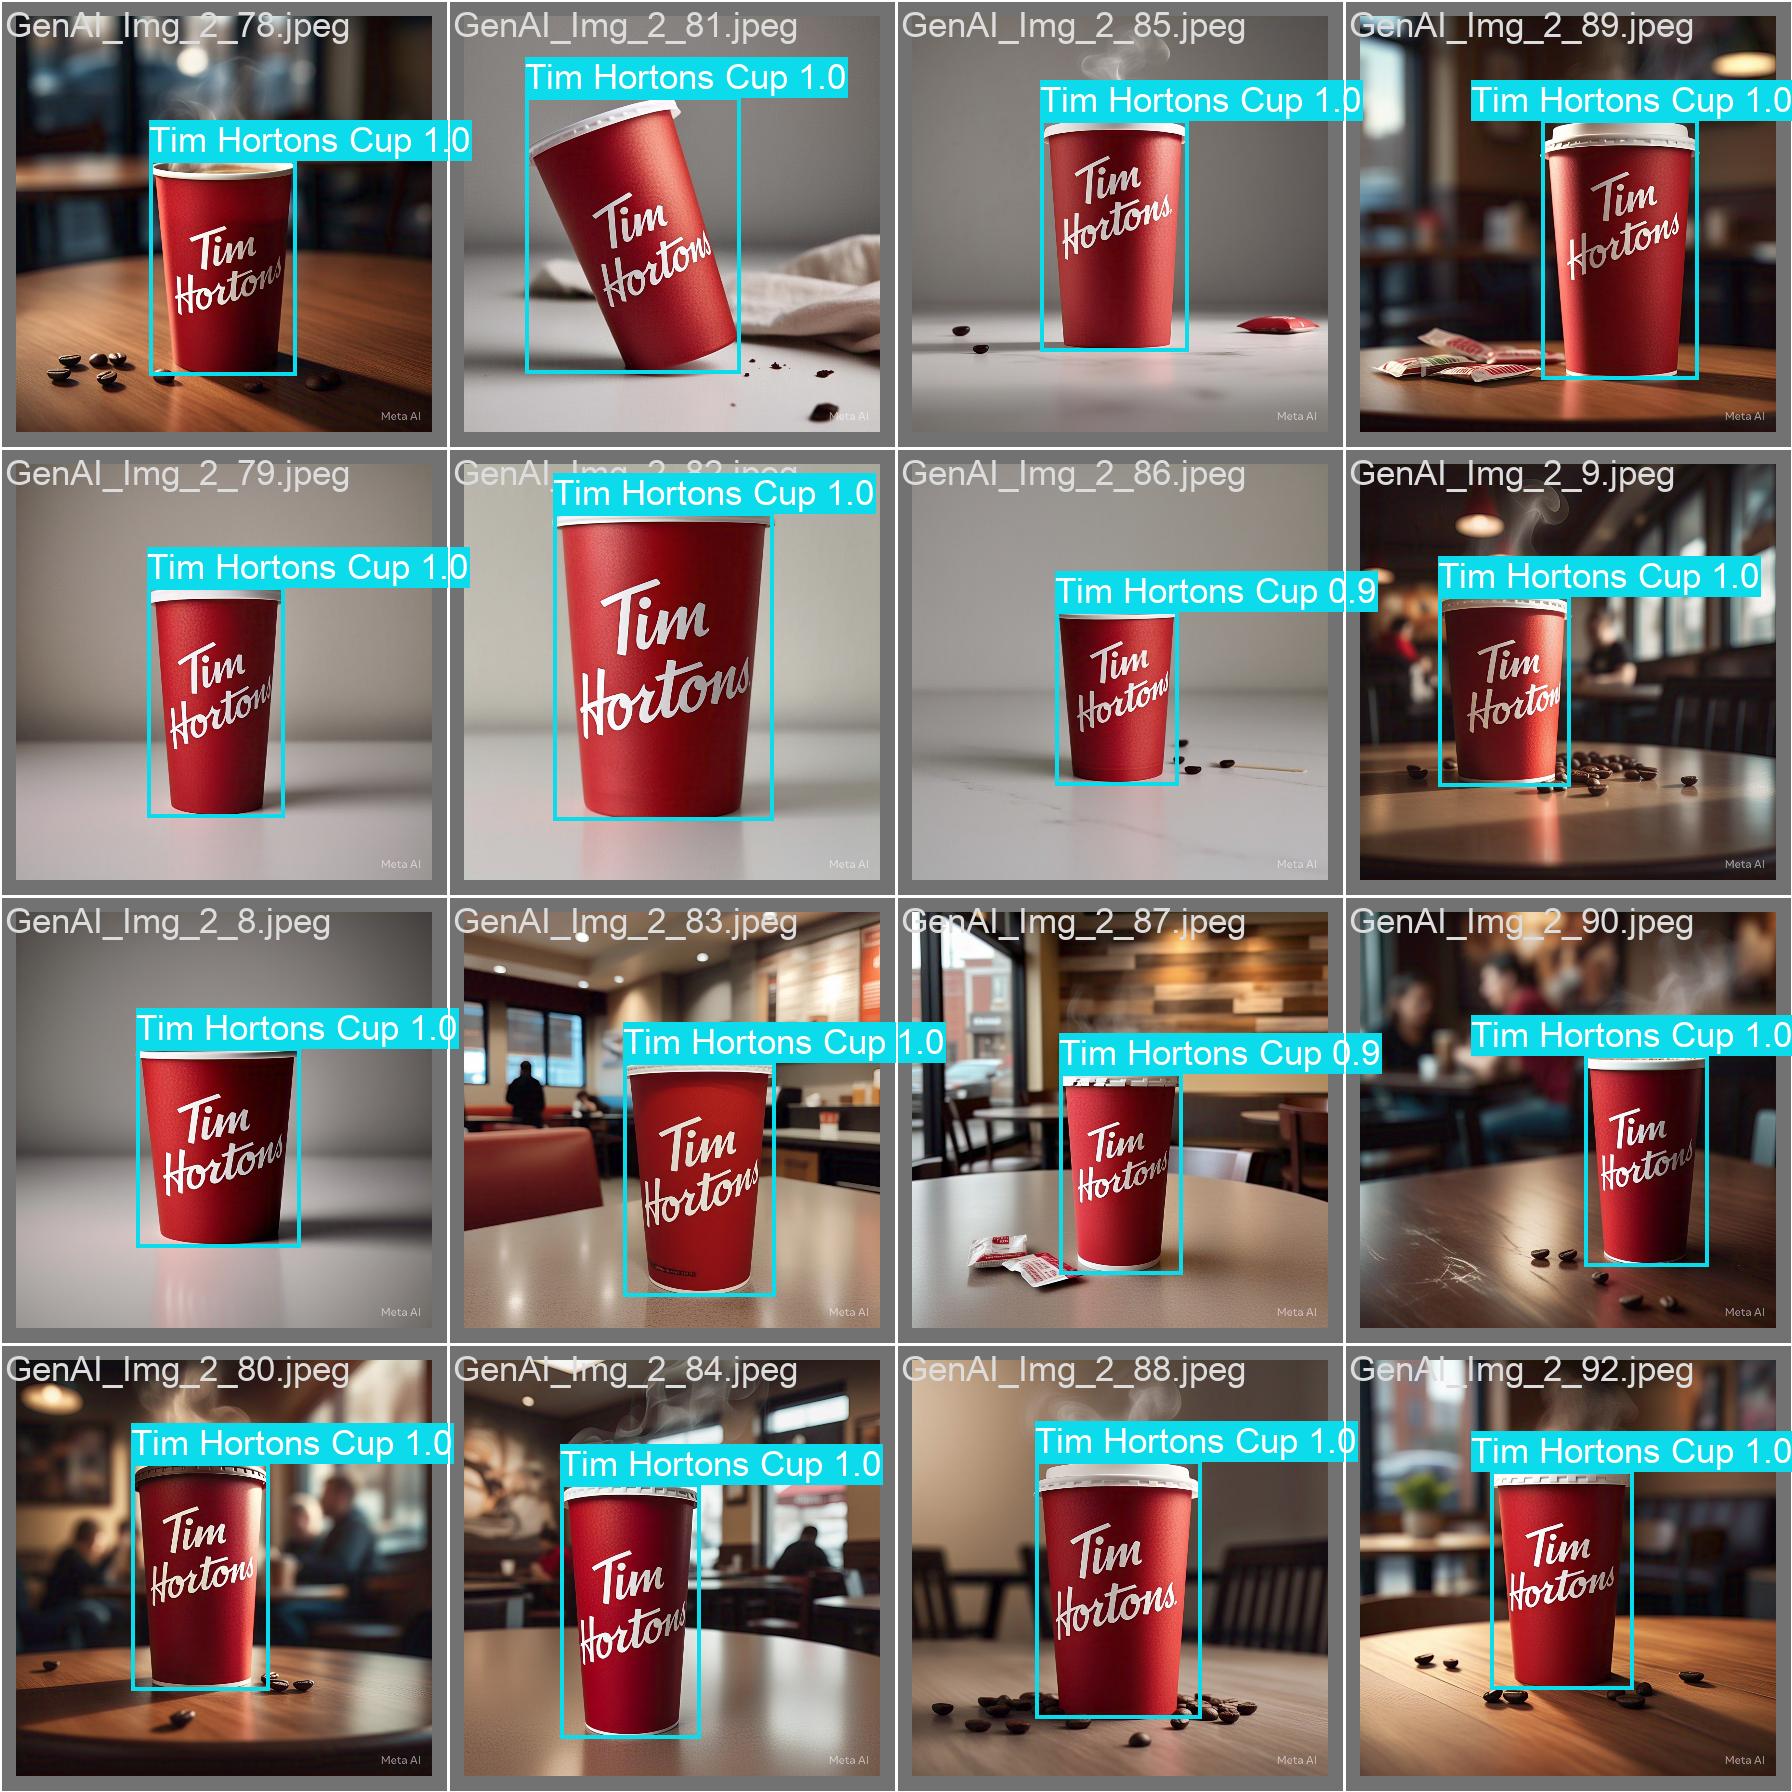 GenAI_Img_2_78.jpeg
Tim Hortons Cup 1.0
Tim
Hortons
Meta AI
GenAI_Img_2_81.jpeg
Tim Hortons Cup 1.0
Tim
Hortons
Meta AI
GenAI_Img_2_85.jpeg
Tim Hortons Cup 1.0
Tim
Hortons
Meta AI
GenAI_Img_2_89.jpeg
Tim Hortons Cup 1.0
Tim
Hortons
Meta AI
GenAI_Img_2_79.jpeg
Tim Hortons Cup 1.0
Tim
Hortons
Meta AI
GenAI_Img_2_82.jpeg
Tim Hortons Cup 1.0
Tim
Hortons
Meta AI
GenAI_Img_2_86.jpeg
Tim Hortons Cup 0.9
Tim
Hortons
Meta AI
GenAI_Img_2_9.jpeg
Tim Hortons Cup 1.0
Tim
Horton
Meta AI
GenAI_Img_2_8.jpeg
Tim Hortons Cup 1.0
Tim
Hortons
Meta AI
GenAI_Img_2_83.jpeg
Tim Hortons Cup 1.0
Tim
Hortons
Meta AI
GenAI_Img_2_87.jpeg
Tim Hortons Cup 0.9
Tim
Hortons
Meta AI
GenAI_Img_2_90.jpeg
Tim Hortons Cup 1.0
Tim
Hortons
Meta AI
GenAI_Img_2_80.jpeg
Tim Hortons Cup 1.0
Tim
Hortons
Meta AI
GenAI_Img_2_84.jpeg
Tim Hortons Cup 1.0
Tim
Hortons
Meta AI
GenAI_Img_2_88.jpeg
Tim Hortons Cup 1.0
Tim
Hortons
Meta AI
GenAI_Img_2_92.jpeg
Tim Hortons Cup 1.0
Tim
Hortons
Meta AI